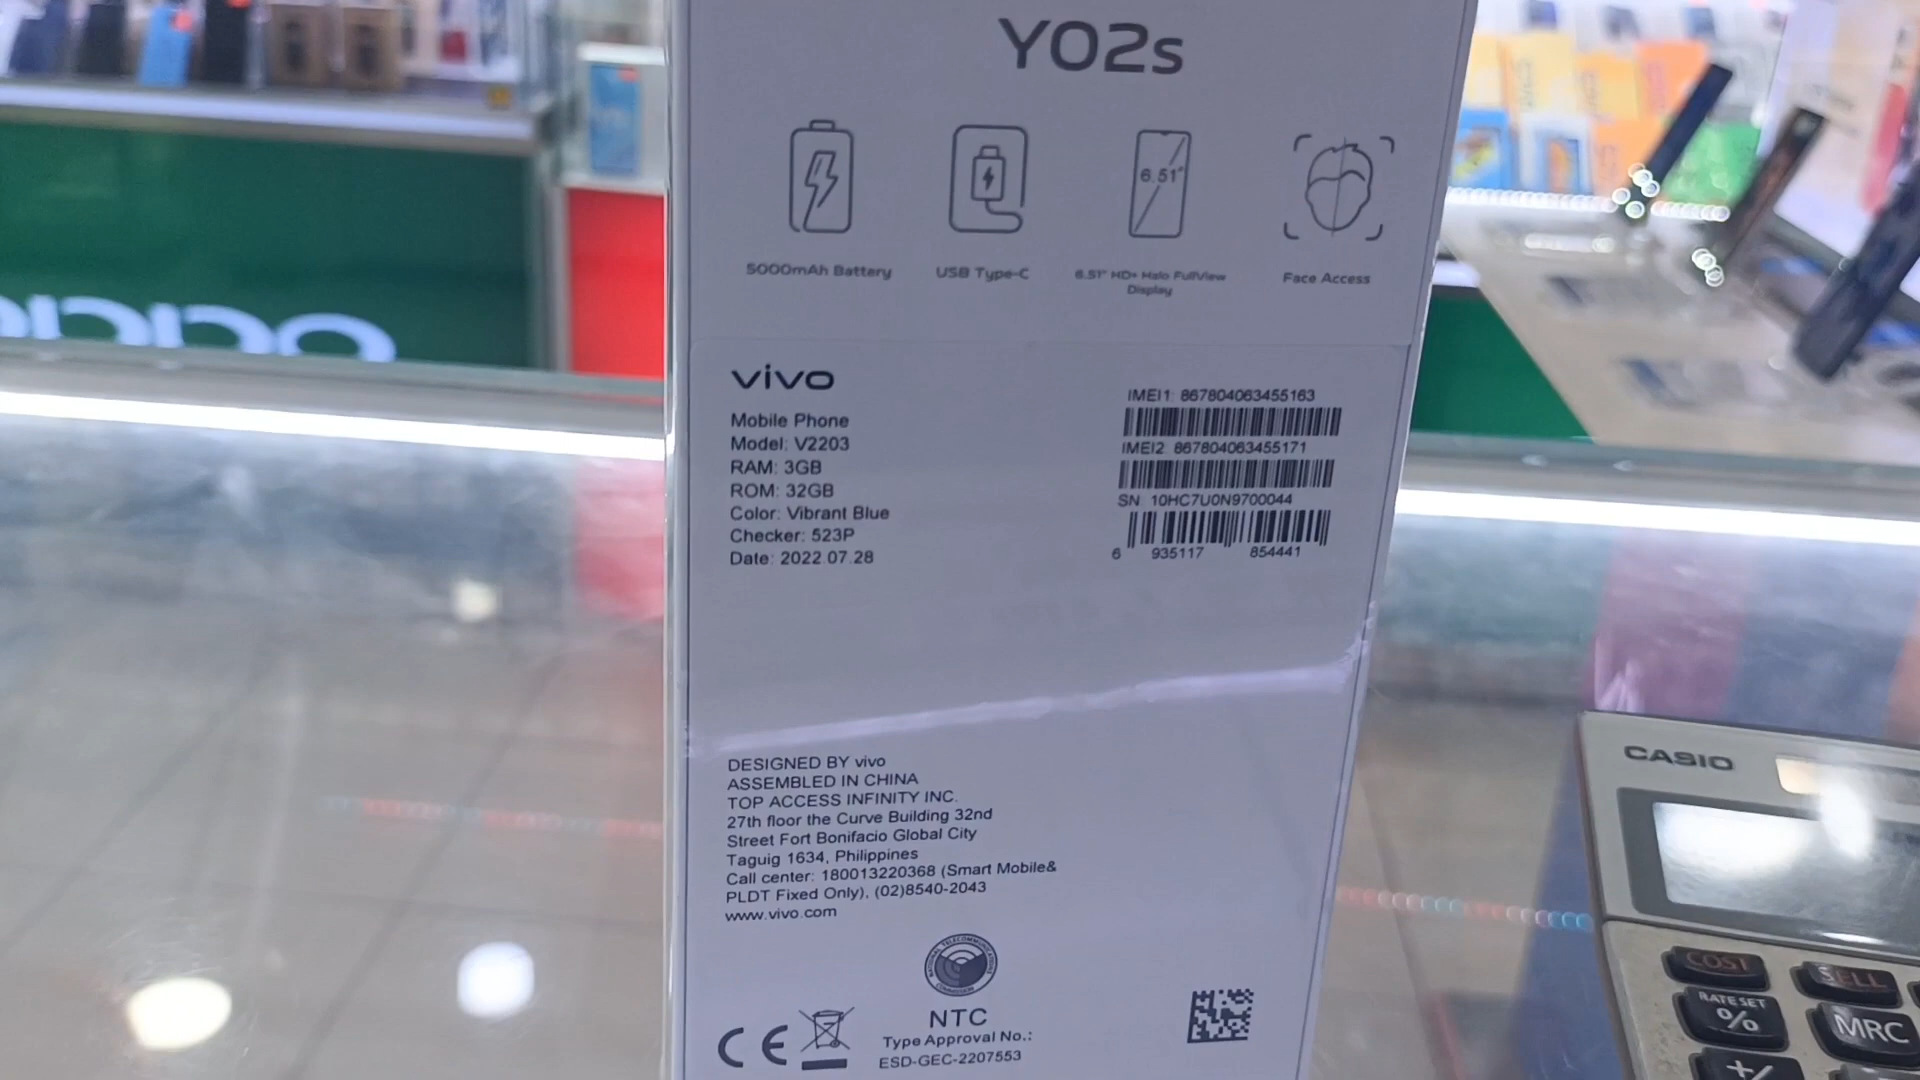 Y02s
6.51"
5000mAh Battery
USB Type-C
6.51" HD+ Halo FullView
Display
Face Access
vivo
Mobile Phone
Model: V2203
RAM: 3GB
ROM: 32GB
Color: Vibrant Blue
Checker: 523P
Date: 2022.07.28
IMEI1: 867804063455163
IMEI2: 867804063455171
SN: 10HC7U0N9700044
6 935117 854441
DESIGNED BY vivo
ASSEMBLED IN CHINA
TOP ACCESS INFINITY INC.
27th floor the Curve Building 32nd
Street Fort Bonifacio Global City
Taguig 1634, Philippines
Call center: 180013220368 (Smart Mobile&
PLDT Fixed Only), (02)8540-2043
www.vivo.com
NATIONAL TELECOMMUNICATIONS
COMMISSION
NTC
Type Approval No.:
ESD-GEC-2207553
CE
CASIO
COST
SELL
RATE SET
%
MRC
+/